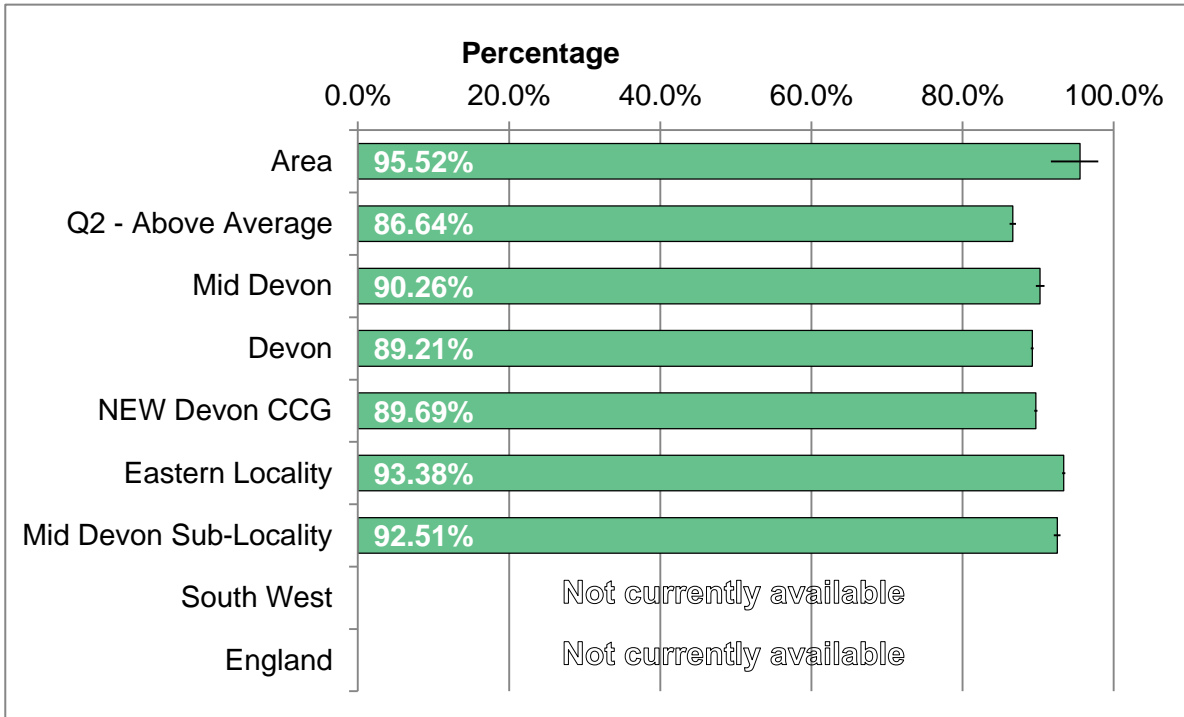 Percentage
0.0% 20.0% 40.0% 60.0% 80.0% 100.0%
Area 95.52%
Q2 - Above Average 86.64%
Mid Devon 90.26%
Devon 89.21%
NEW Devon CCG 89.69%
Eastern Locality 93.38%
Mid Devon Sub-Locality 92.51%
South West Not currently available
England Not currently available